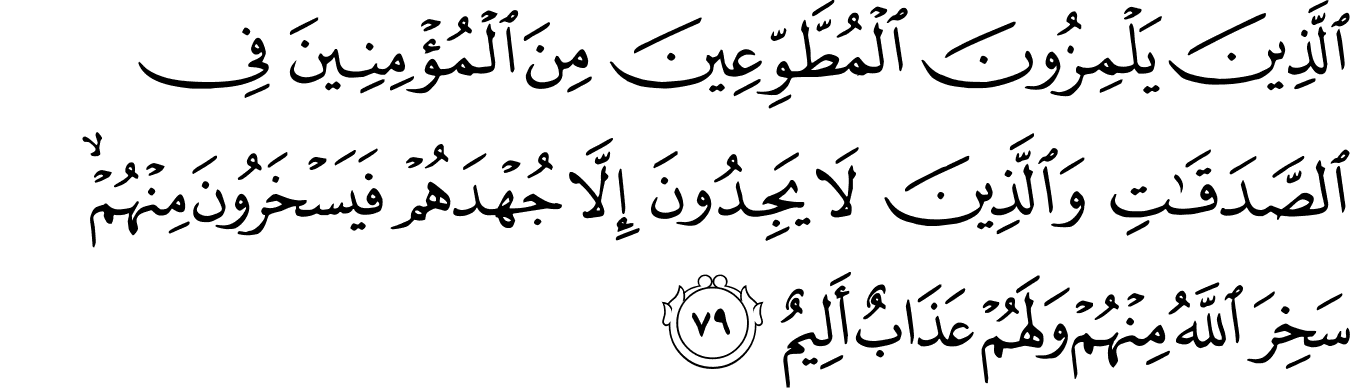 ٱلَّذِينَ يَلْمِزُونَ ٱلْمُطَّوِّعِينَ مِنَ ٱلْمُؤْمِنِينَ فِى
ٱلصَّدَقَٰتِ وَٱلَّذِينَ لَا يَجِدُونَ إِلَّا جُهْدَهُمْ فَيَسْخَرُونَ مِنْهُمْ ۙ
سَخِرَ ٱللَّهُ مِنْهُمْ وَلَهُمْ عَذَابٌ أَلِيمٌ ٧٩